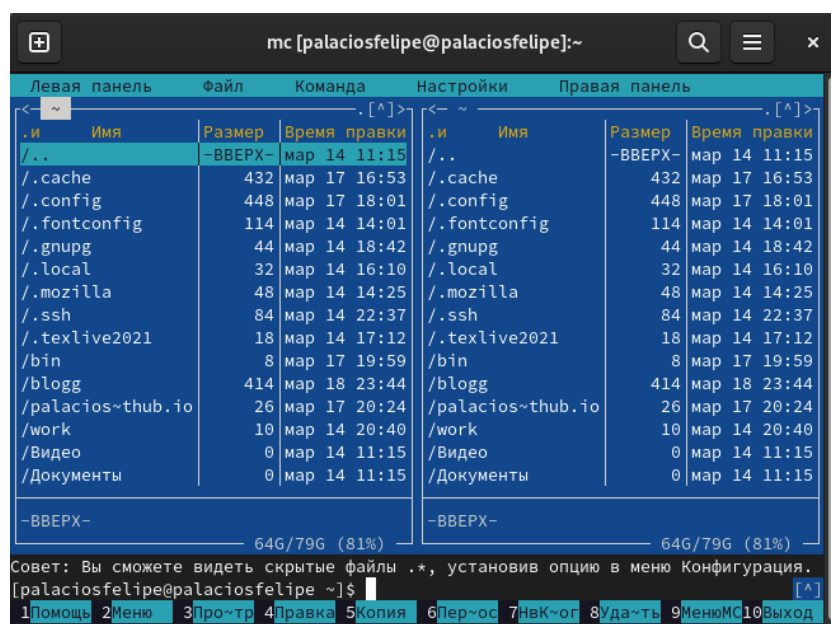 mc [palaciosfelipe@palaciosfelipe]:~
Левая панель Файл Команда Настройки Правая панель
<— ~ .[^]> <— ~ .[^]>
.и Имя Размер Время правки .и Имя Размер Время правки
/.. -ВВЕРХ- мар 14 11:15 /.. -ВВЕРХ- мар 14 11:15
/.cache 432 мар 17 16:53 /.cache 432 мар 17 16:53
/.config 448 мар 17 18:01 /.config 448 мар 17 18:01
/.fontconfig 114 мар 14 14:01 /.fontconfig 114 мар 14 14:01
/.gnupg 44 мар 14 18:42 /.gnupg 44 мар 14 18:42
/.local 32 мар 14 16:10 /.local 32 мар 14 16:10
/.mozilla 48 мар 14 14:25 /.mozilla 48 мар 14 14:25
/.ssh 84 мар 14 22:37 /.ssh 84 мар 14 22:37
/.texlive2021 18 мар 14 17:12 /.texlive2021 18 мар 14 17:12
/bin 8 мар 17 19:59 /bin 8 мар 17 19:59
/blogg 414 мар 18 23:44 /blogg 414 мар 18 23:44
/palacios~thub.io 26 мар 17 20:24 /palacios~thub.io 26 мар 17 20:24
/work 10 мар 14 20:40 /work 10 мар 14 20:40
/Видео 0 мар 14 11:15 /Видео 0 мар 14 11:15
/Документы 0 мар 14 11:15 /Документы 0 мар 14 11:15
-ВВЕРХ- -ВВЕРХ-
64G/79G (81%) 64G/79G (81%)
Совет: Вы сможете видеть скрытые файлы .*, установив опцию в меню Конфигурация.
[palaciosfelipe@palaciosfelipe ~]$ [^]
1Помощь 2Меню 3Про~тр 4Правка 5Копия 6Пер~ос 7НвК~ог 8Уда~ть 9МенюMC 10Выход